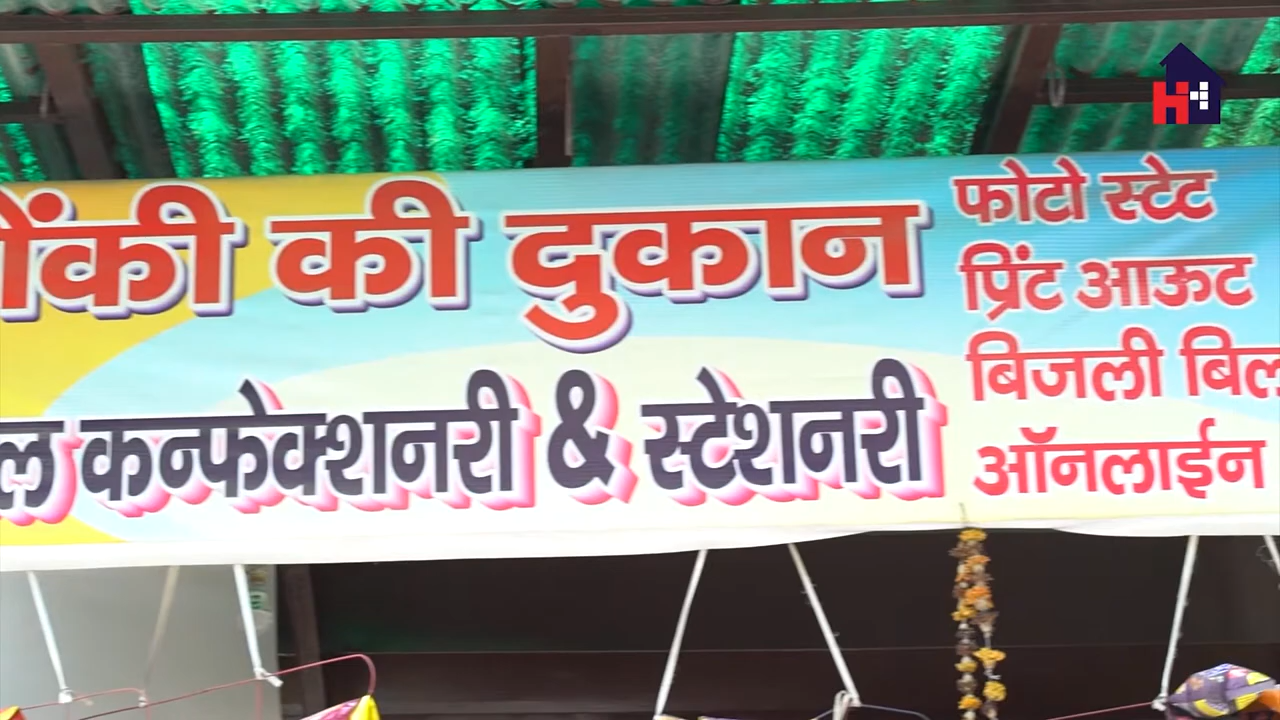 की दुकान
कन्फेक्शनरी & स्टेशनरी
फोटो स्टेट
प्रिंट आऊट
बिजली बिल
ऑनलाईन